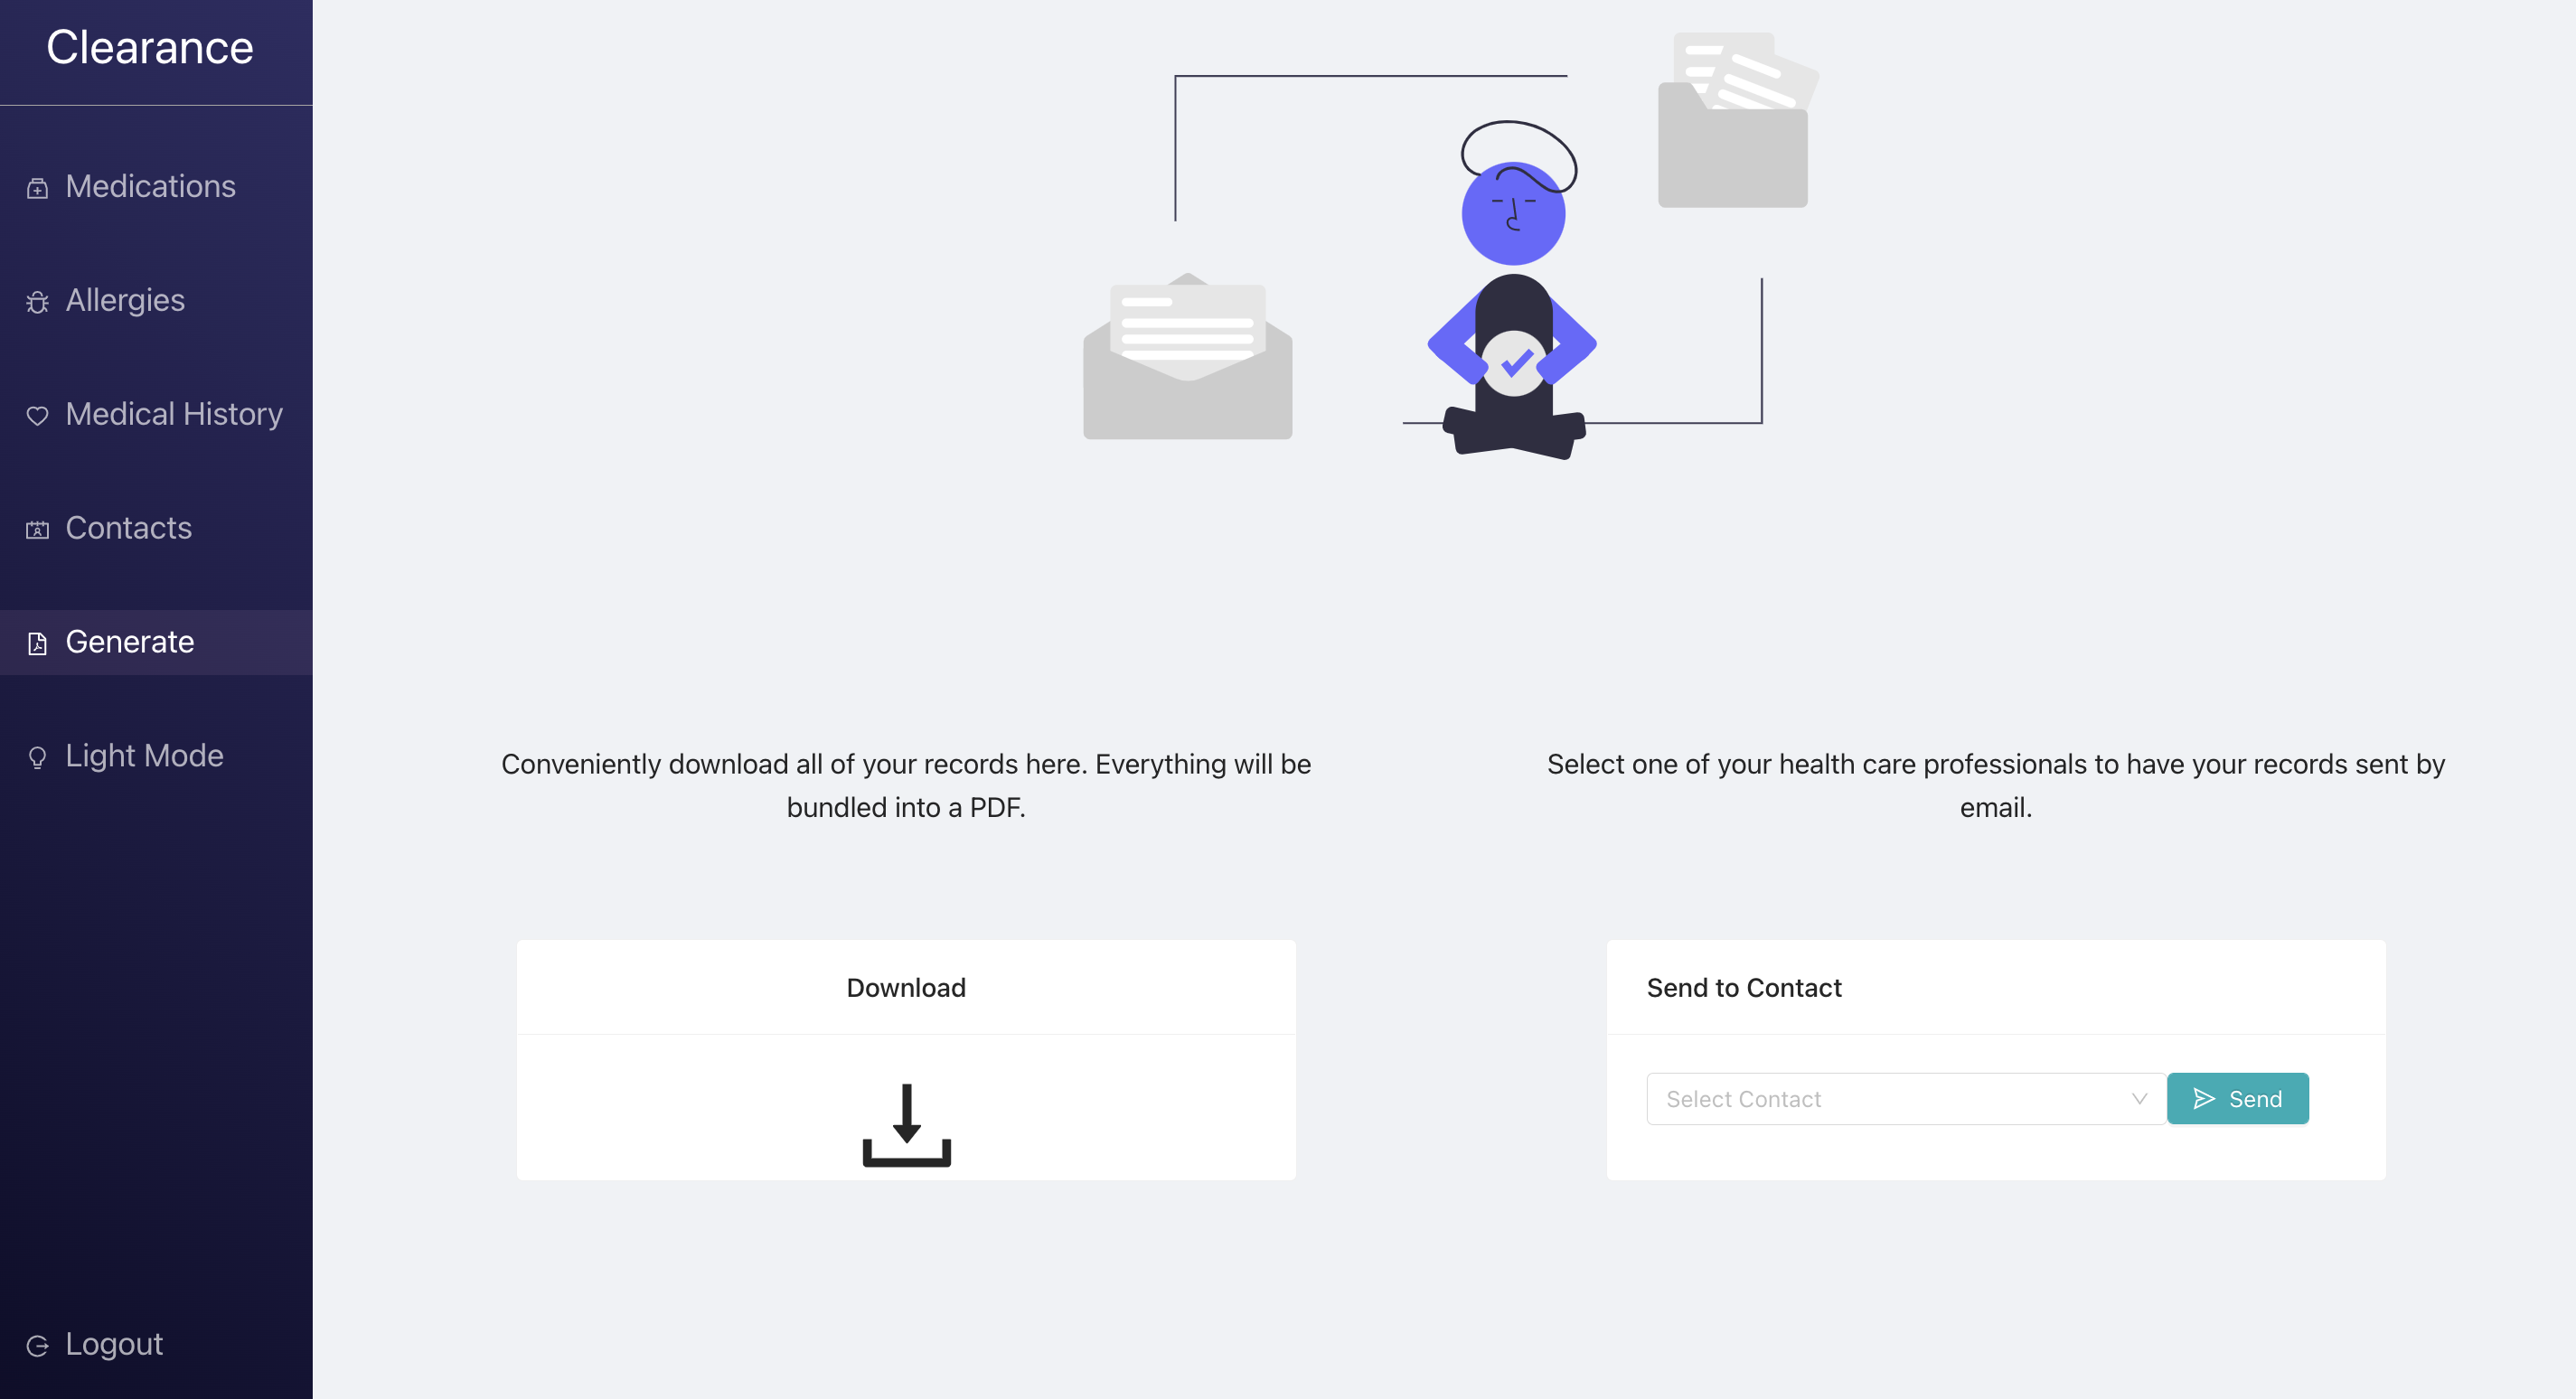 Clearance
Medications
Allergies
Medical History
Contacts
Generate
Light Mode
Logout
Conveniently download all of your records here. Everything will be
bundled into a PDF.
Select one of your health care professionals to have your records sent by
email.
Download
Send to Contact
Select Contact
Send